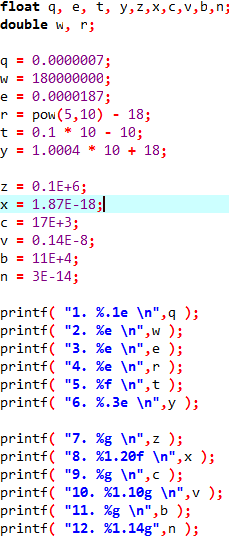 float q, e, t, y,z,x,c,v,b,n;
double w, r;
q = 0.0000007;
w = 180000000;
e = 0.0000187;
r = pow(5,10) - 18;
t = 0.1 * 10 - 10;
y = 1.0004 * 10 + 18;
z = 0.1E+6;
x = 1.87E-18;
c = 17E+3;
v = 0.14E-8;
b = 11E+4;
n = 3E-14;
printf( "1. %.1e \n",q );
printf( "2. %e \n",w );
printf( "3. %e \n",e );
printf( "4. %e \n",r );
printf( "5. %f \n",t );
printf( "6. %.3e \n",y );
printf( "7. %g \n",z );
printf( "8. %1.20f \n",x );
printf( "9. %g \n",c );
printf( "10. %1.10g \n",v );
printf( "11. %g \n",b );
printf( "12. %1.14g",n );